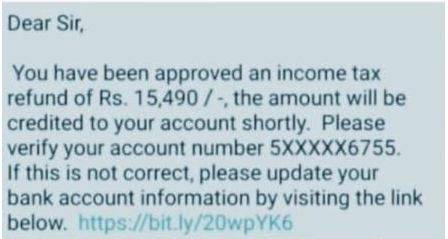 Dear Sir,
You have been approved an income tax
refund of Rs. 15,490 / -, the amount will be
credited to your account shortly. Please
verify your account number 5XXXXX6755.
If this is not correct, please update your
bank account information by visiting the link
below. https://bit.ly/20wpYK6